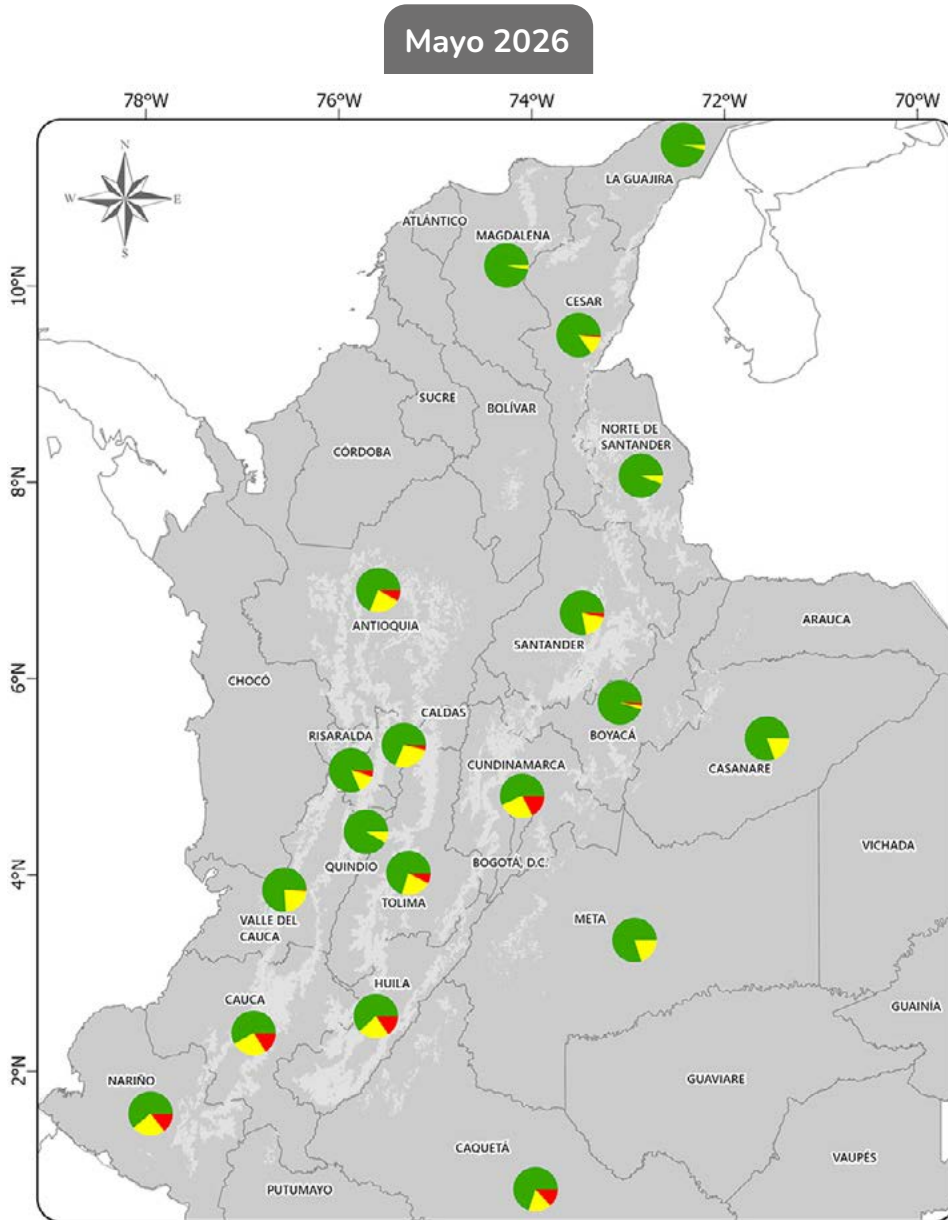 Mayo 2026
78°W 76°W 74°W 72°W 70°W
N
W E
S
LA GUAJIRA
ATLÁNTICO
MAGDALENA
10°N
CESAR
SUCRE
BOLÍVAR
NORTE DE
SANTANDER
CÓRDOBA
8°N
ANTIOQUIA
SANTANDER
ARAUCA
6°N
CHOCÓ
CALDAS
RISARALDA
BOYACÁ
CUNDINAMARCA
CASANARE
VICHADA
QUINDIO
BOGOTÁ, D.C.
4°N
TOLIMA
VALLE DEL
CAUCA
META
HUILA
CAUCA
GUAINÍA
2°N
NARIÑO
GUAVIARE
CAQUETÁ
VAUPÉS
PUTUMAYO